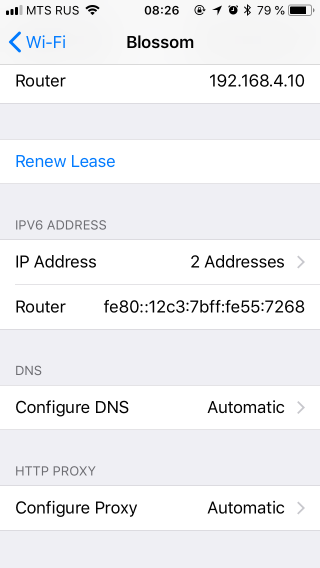 MTS RUS 08:26 79 %
Wi-Fi Blossom
Router 192.168.4.10
Renew Lease
IPV6 ADDRESS
IP Address 2 Addresses
Router fe80::12c3:7bff:fe55:7268
DNS
Configure DNS Automatic
HTTP PROXY
Configure Proxy Automatic